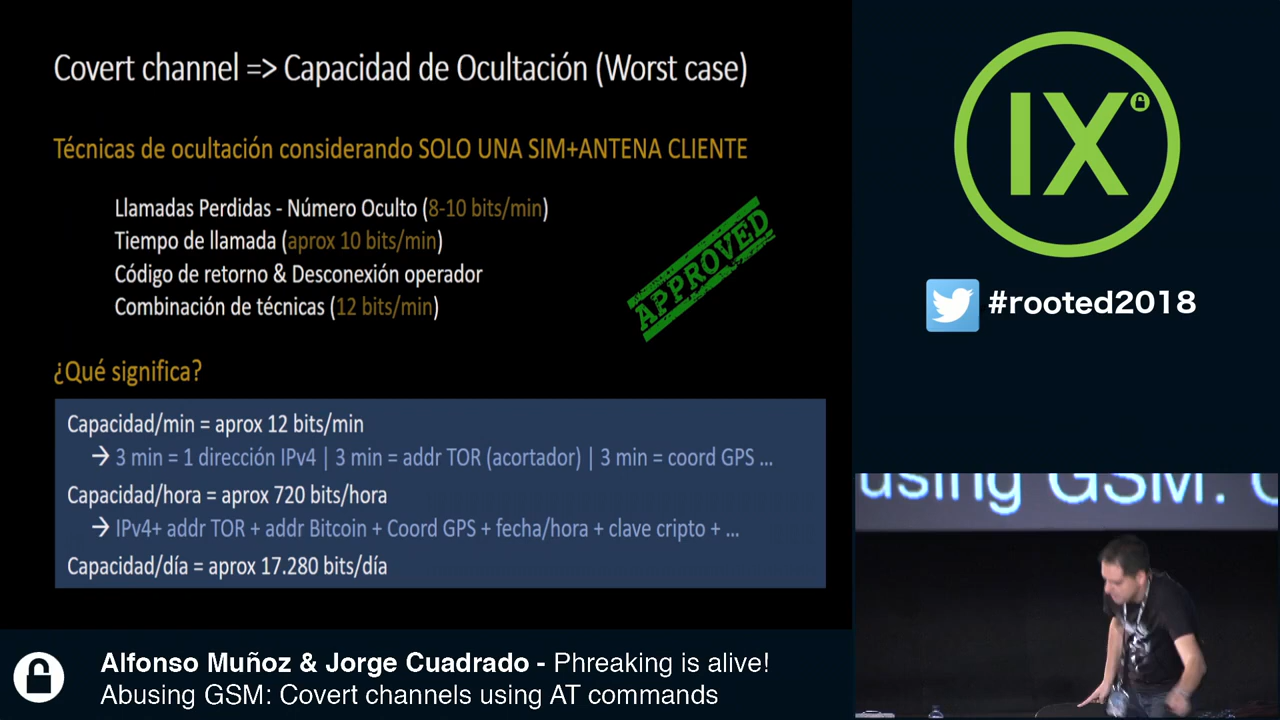 Covert channel => Capacidad de Ocultación (Worst case)
Técnicas de ocultación considerando SOLO UNA SIM+ANTENA CLIENTE
Llamadas Perdidas - Número Oculto (8-10 bits/min)
Tiempo de llamada (aprox 10 bits/min)
Código de retorno & Desconexión operador
Combinación de técnicas (12 bits/min)
APPROVED
¿Qué significa?
Capacidad/min = aprox 12 bits/min
→ 3 min = 1 dirección IPv4 | 3 min = addr TOR (acortador) | 3 min = coord GPS ...
Capacidad/hora = aprox 720 bits/hora
→ IPv4+ addr TOR + addr Bitcoin + Coord GPS + fecha/hora + clave cripto + ...
Capacidad/día = aprox 17.280 bits/día
IX
#rooted2018
using GSM: C
Alfonso Muñoz & Jorge Cuadrado - Phreaking is alive!
Abusing GSM: Covert channels using AT commands